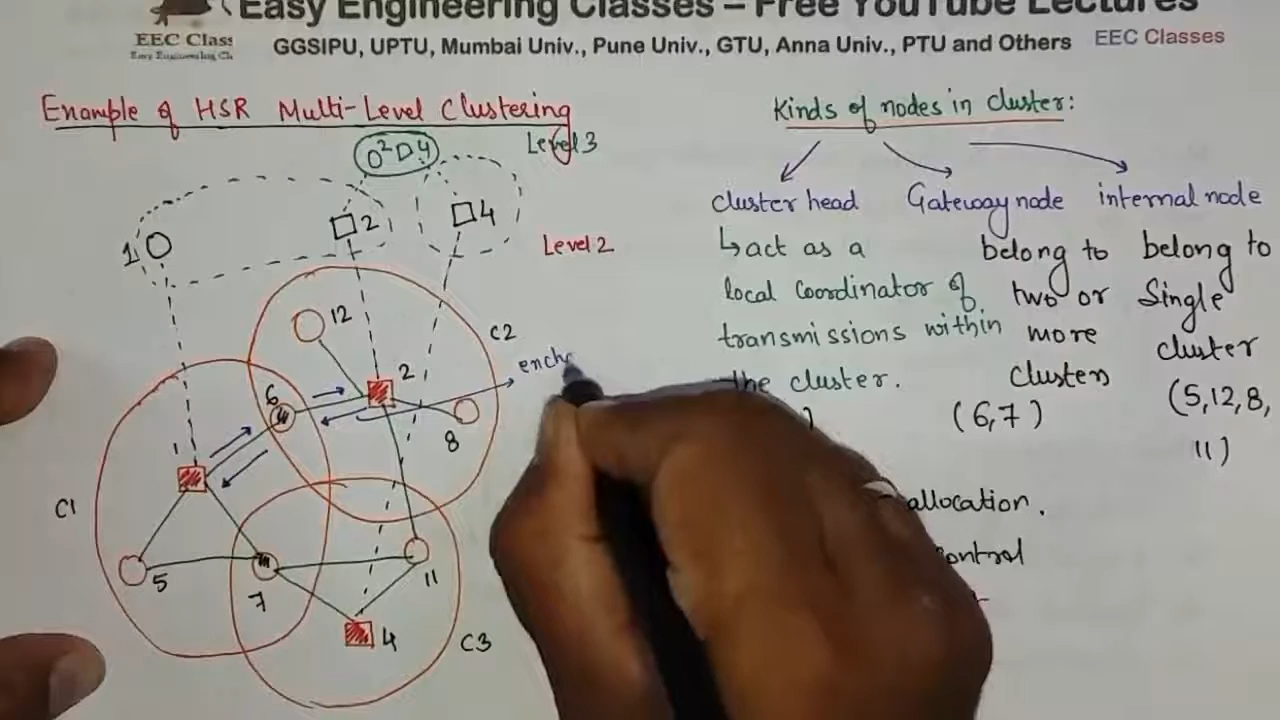 Easy Engineering Classes – Free YouTube Lectures
EEC Class
Easy Engineering Cl
GGSIPU, UPTU, Mumbai Univ., Pune Univ., GTU, Anna Univ., PTU and Others
EEC Classes
Example of HSR Multi-Level Clustering
Level 3
2
4
1
Level 2
12
C2
2
6
8
1
C1
5
7
11
4
C3
Kinds of nodes in cluster:
cluster head
↳act as a
local coordinator of
transmissions within
the cluster.
)
Gateway node
belong to
two or
more
clusters
(6,7)
internal node
belong to
Single
cluster
(5,12,8,
11)
allocation.